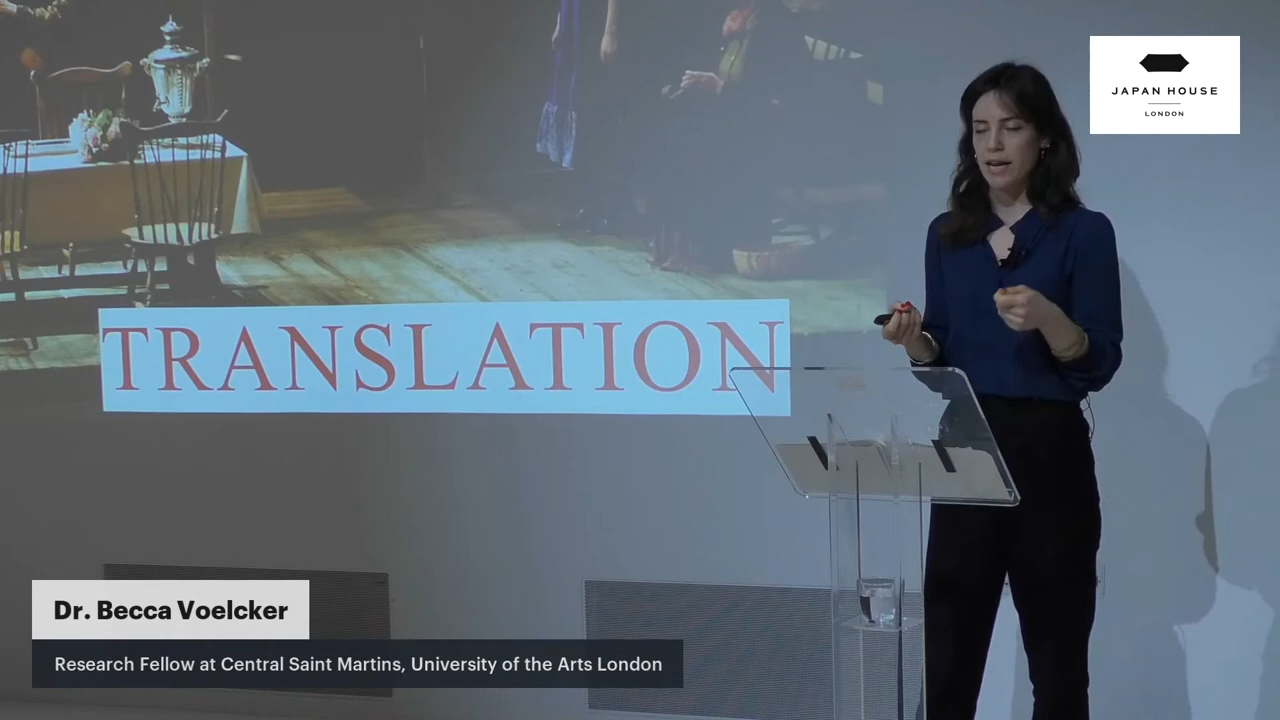 JAPAN HOUSE
LONDON
TRANSLATION
Dr. Becca Voelcker
Research Fellow at Central Saint Martins, University of the Arts London